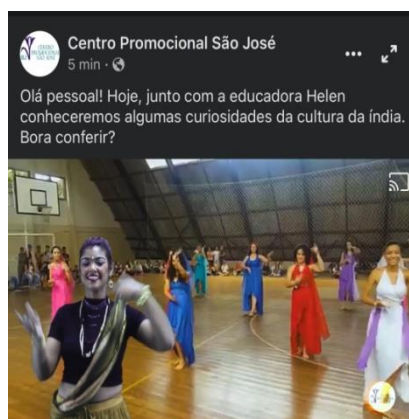 Centro Promocional São José
5 min
Olá pessoal! Hoje, junto com a educadora Helen
conheceremos algumas curiosidades da cultura da índia.
Bora conferir?